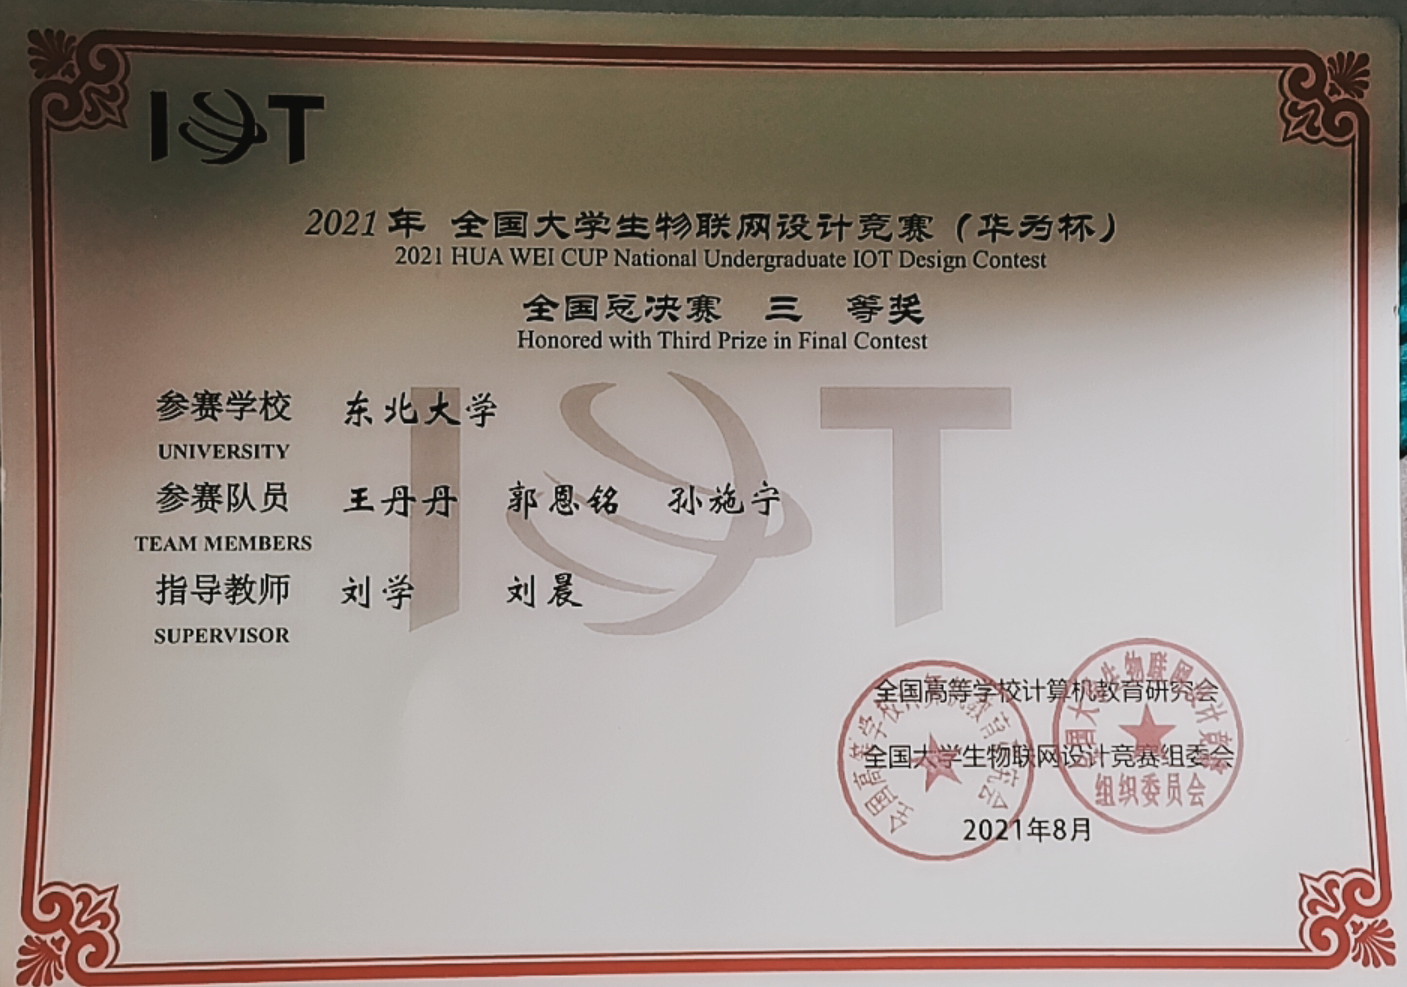 IOT
2021年 全国大学生物联网设计竞赛（华为杯）
2021 HUA WEI CUP National Undergraduate IOT Design Contest
全国总决赛 三 等奖
Honored with Third Prize in Final Contest
IOT
参赛学校 东北大学
UNIVERSITY
参赛队员 王丹丹 郭恩铭 孙施宁
TEAM MEMBERS
指导教师 刘学 刘晨
SUPERVISOR
全国高等学校计算机教育研究会
全国大学生物联网设计竞赛组委会
2021年8月
全国高等学校计算机教育研究会
全国大学生物联网设计竞赛
组织委员会